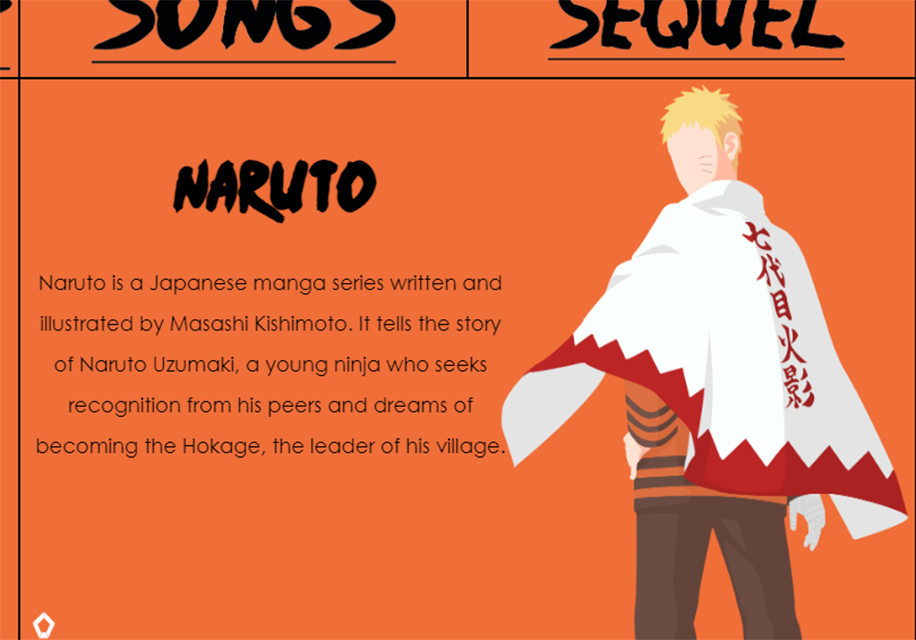 SONGS
SEQUEL
NARUTO
Naruto is a Japanese manga series written and
illustrated by Masashi Kishimoto. It tells the story
of Naruto Uzumaki, a young ninja who seeks
recognition from his peers and dreams of
becoming the Hokage, the leader of his village.
七代目火影